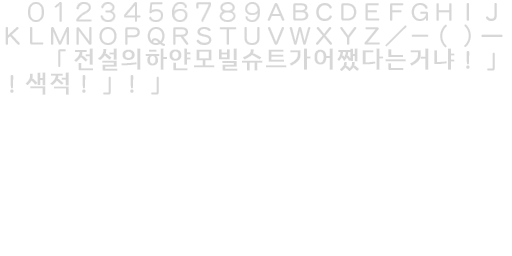 ０１２３４５６７８９ＡＢＣＤＥＦＧＨＩＪ
ＫＬＭＮＯＰＱＲＳＴＵＶＷＸＹＺ／－（）ー
「전설의하얀모빌슈트가어쨌다는거냐！」
！색적！」！」